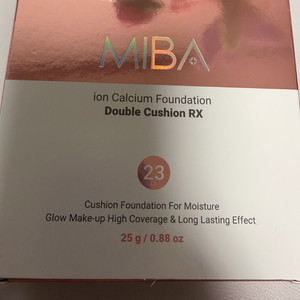 MIBA
ion Calcium Foundation
Double Cushion RX
23
Cushion Foundation For Moisture
Glow Make-up High Coverage & Long Lasting Effect
25 g / 0.88 oz